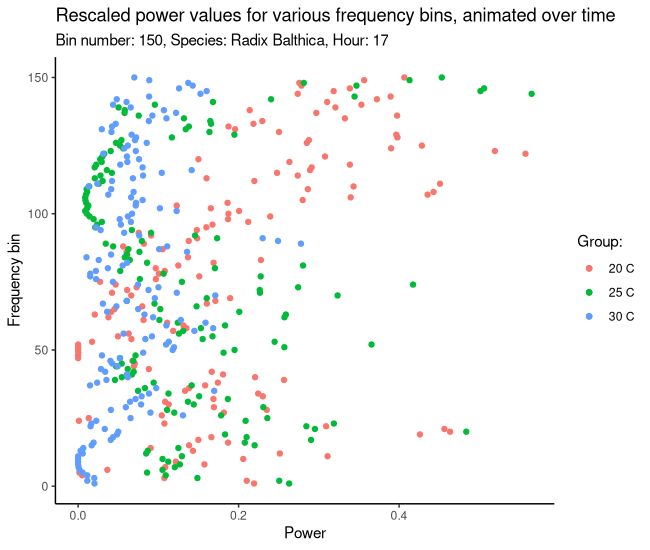 Rescaled power values for various frequency bins, animated over time
Bin number: 150, Species: Radix Balthica, Hour: 17
150
100
50
0
Frequency bin
0.0
0.2
0.4
Power
Group:
20 C
25 C
30 C